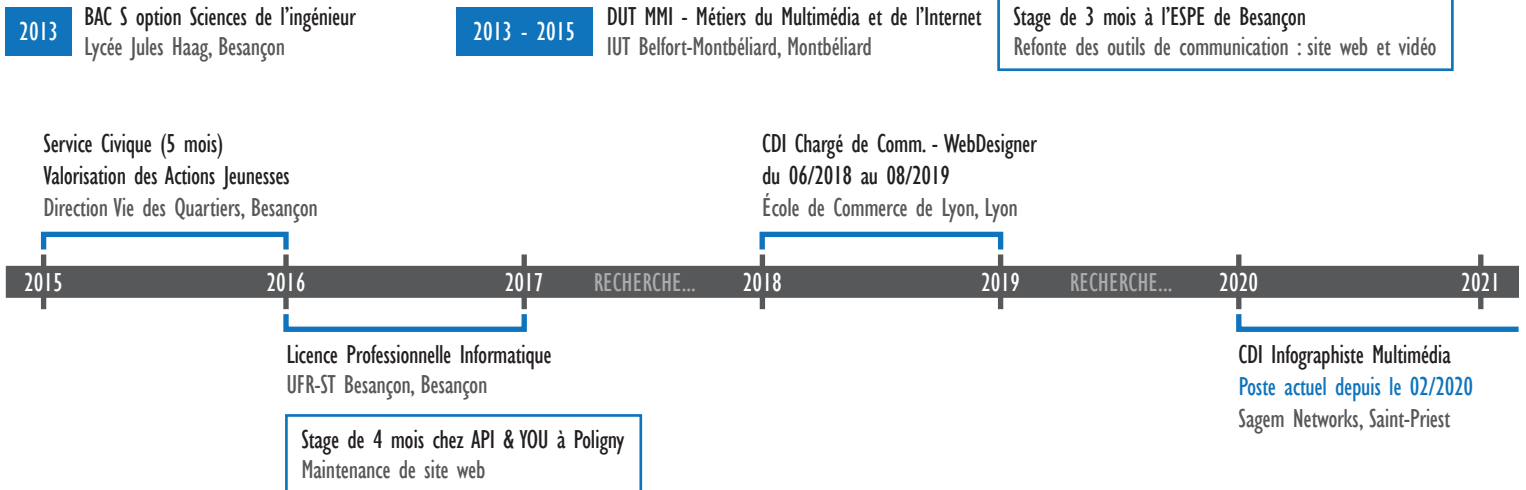 2013
BAC S option Sciences de l'ingénieur
Lycée Jules Haag, Besançon
2013 - 2015
DUT MMI - Métiers du Multimédia et de l'Internet
IUT Belfort-Montbéliard, Montbéliard
Stage de 3 mois à l'ESPE de Besançon
Refonte des outils de communication : site web et vidéo
Service Civique (5 mois)
Valorisation des Actions Jeunesses
Direction Vie des Quartiers, Besançon
CDI Chargé de Comm. - WebDesigner
du 06/2018 au 08/2019
École de Commerce de Lyon, Lyon
2015 2016 2017 RECHERCHE... 2018 2019 RECHERCHE... 2020 2021
Licence Professionnelle Informatique
UFR-ST Besançon, Besançon
Stage de 4 mois chez API & YOU à Poligny
Maintenance de site web
CDI Infographiste Multimédia
Poste actuel depuis le 02/2020
Sagem Networks, Saint-Priest